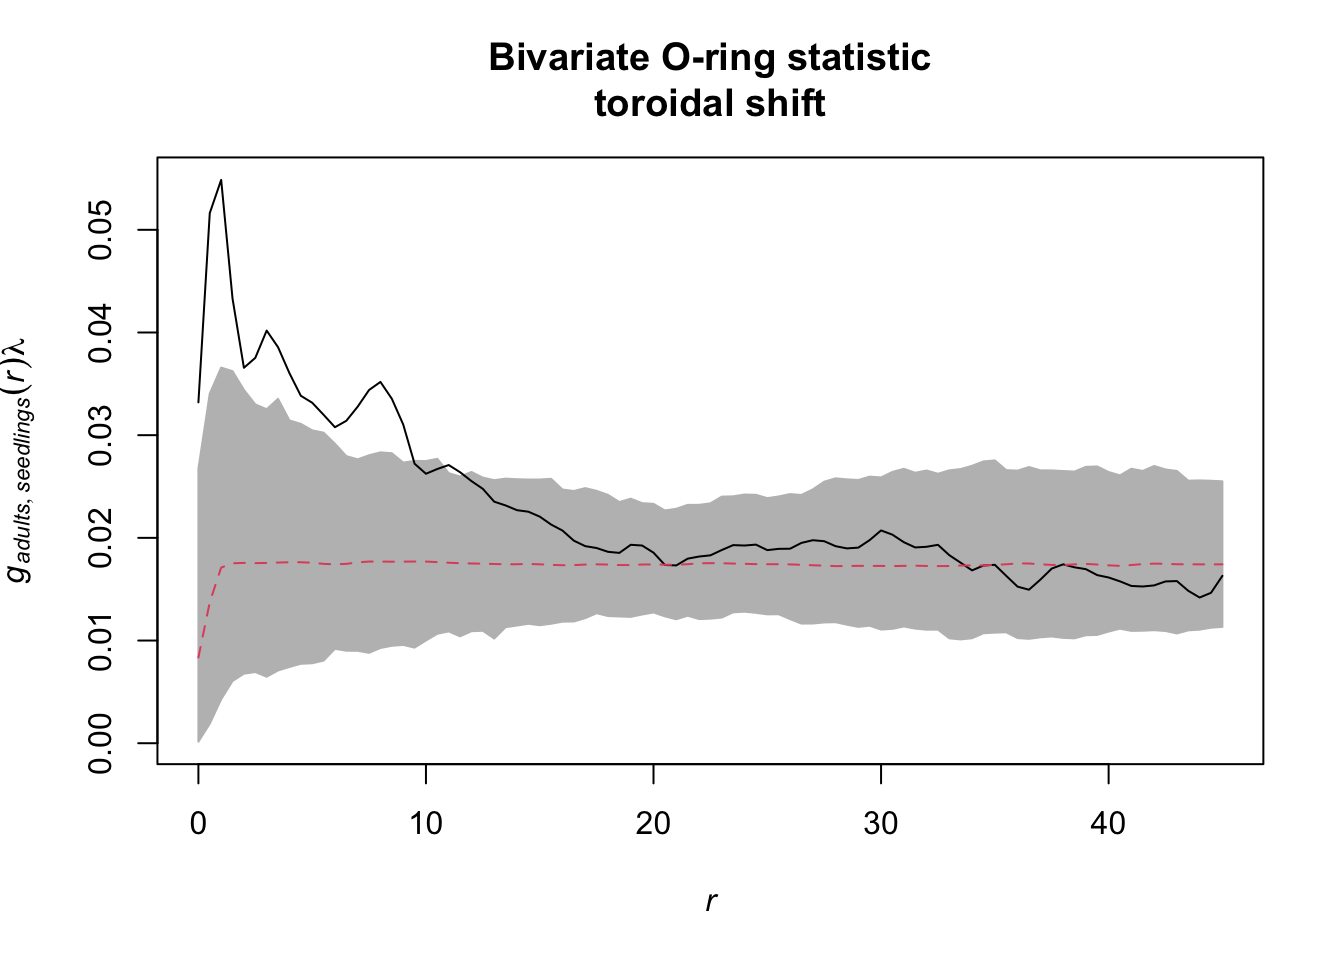 Bivariate O-ring statistic
toroidal shift
g adults, seedlings (r)λ
0.05
0.04
0.03
0.02
0.01
0.00
0 10 20 30 40
r